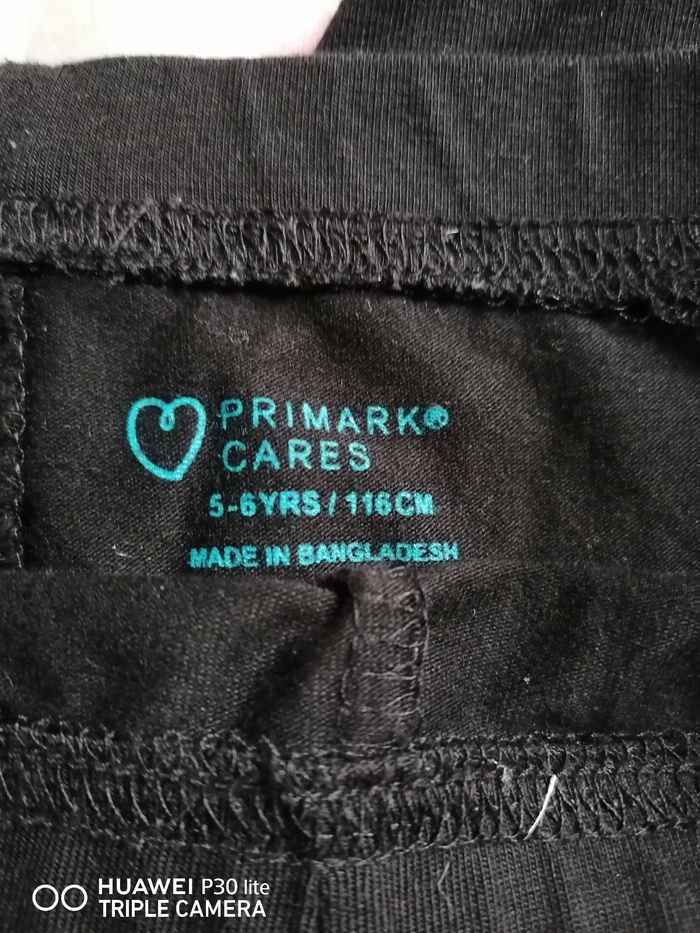 PRIMARK®
CARES
5-6YRS / 116CM
MADE IN BANGLADESH
HUAWEI P30 lite
TRIPLE CAMERA